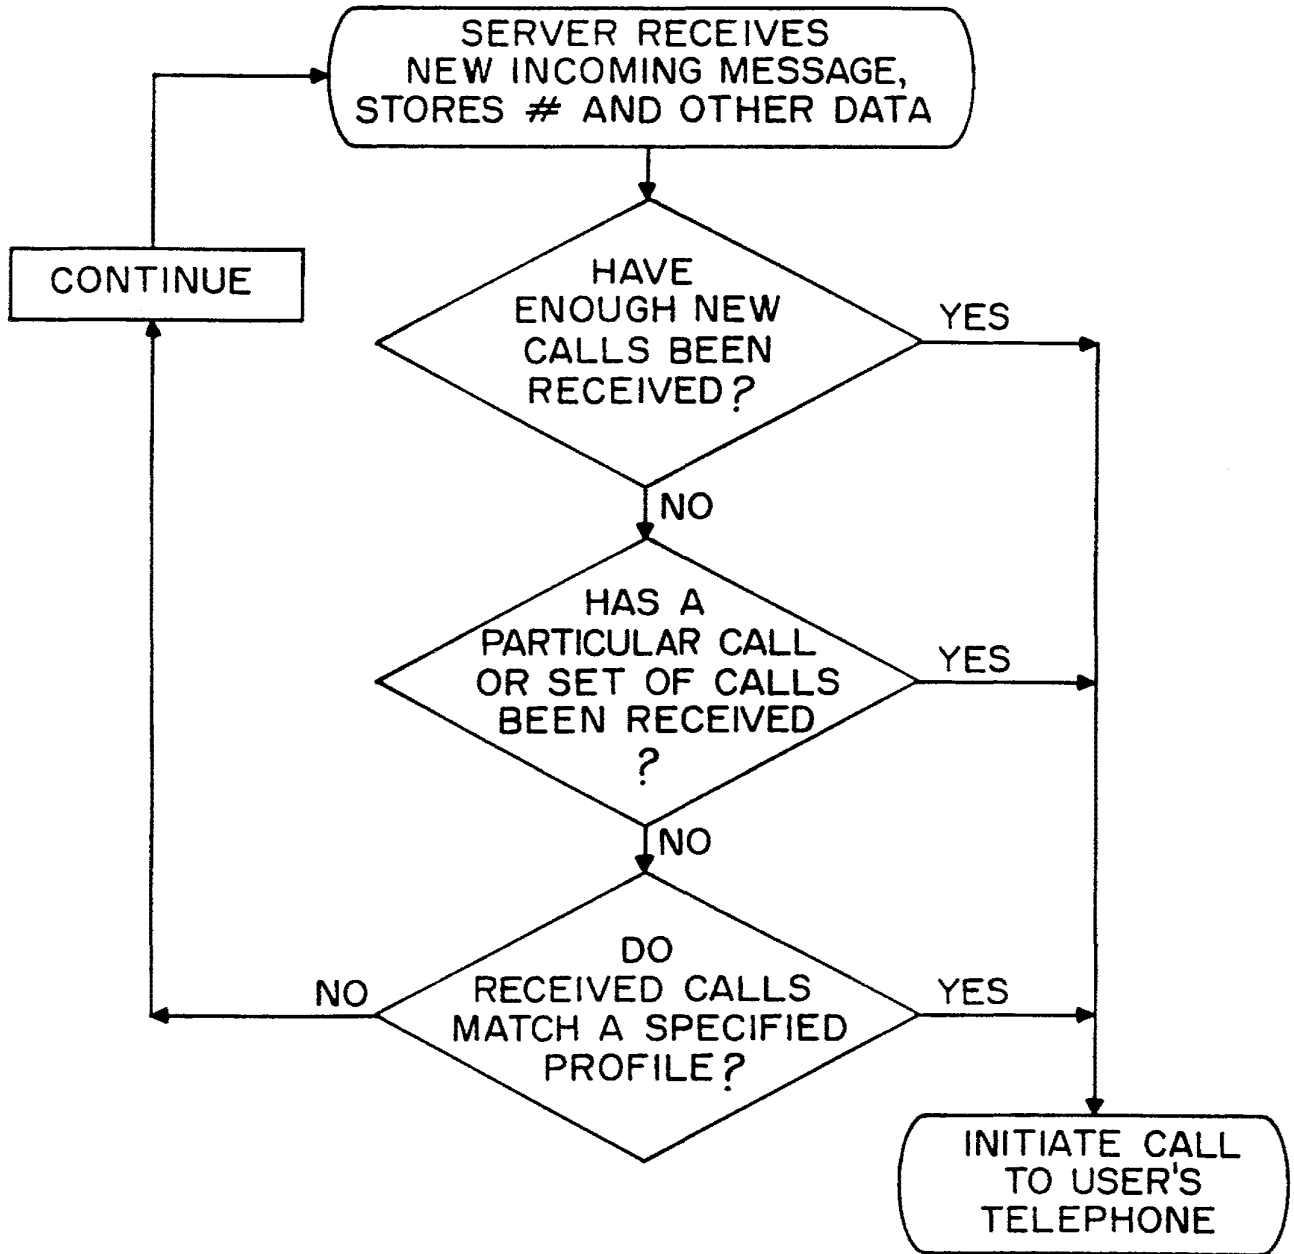 SERVER RECEIVES
NEW INCOMING MESSAGE,
STORES # AND OTHER DATA
CONTINUE
HAVE
ENOUGH NEW
CALLS BEEN
RECEIVED?
YES
NO
HAS A
PARTICULAR CALL
OR SET OF CALLS
BEEN RECEIVED
?
YES
NO
DO
RECEIVED CALLS
MATCH A SPECIFIED
PROFILE?
NO
YES
INITIATE CALL
TO USER'S
TELEPHONE